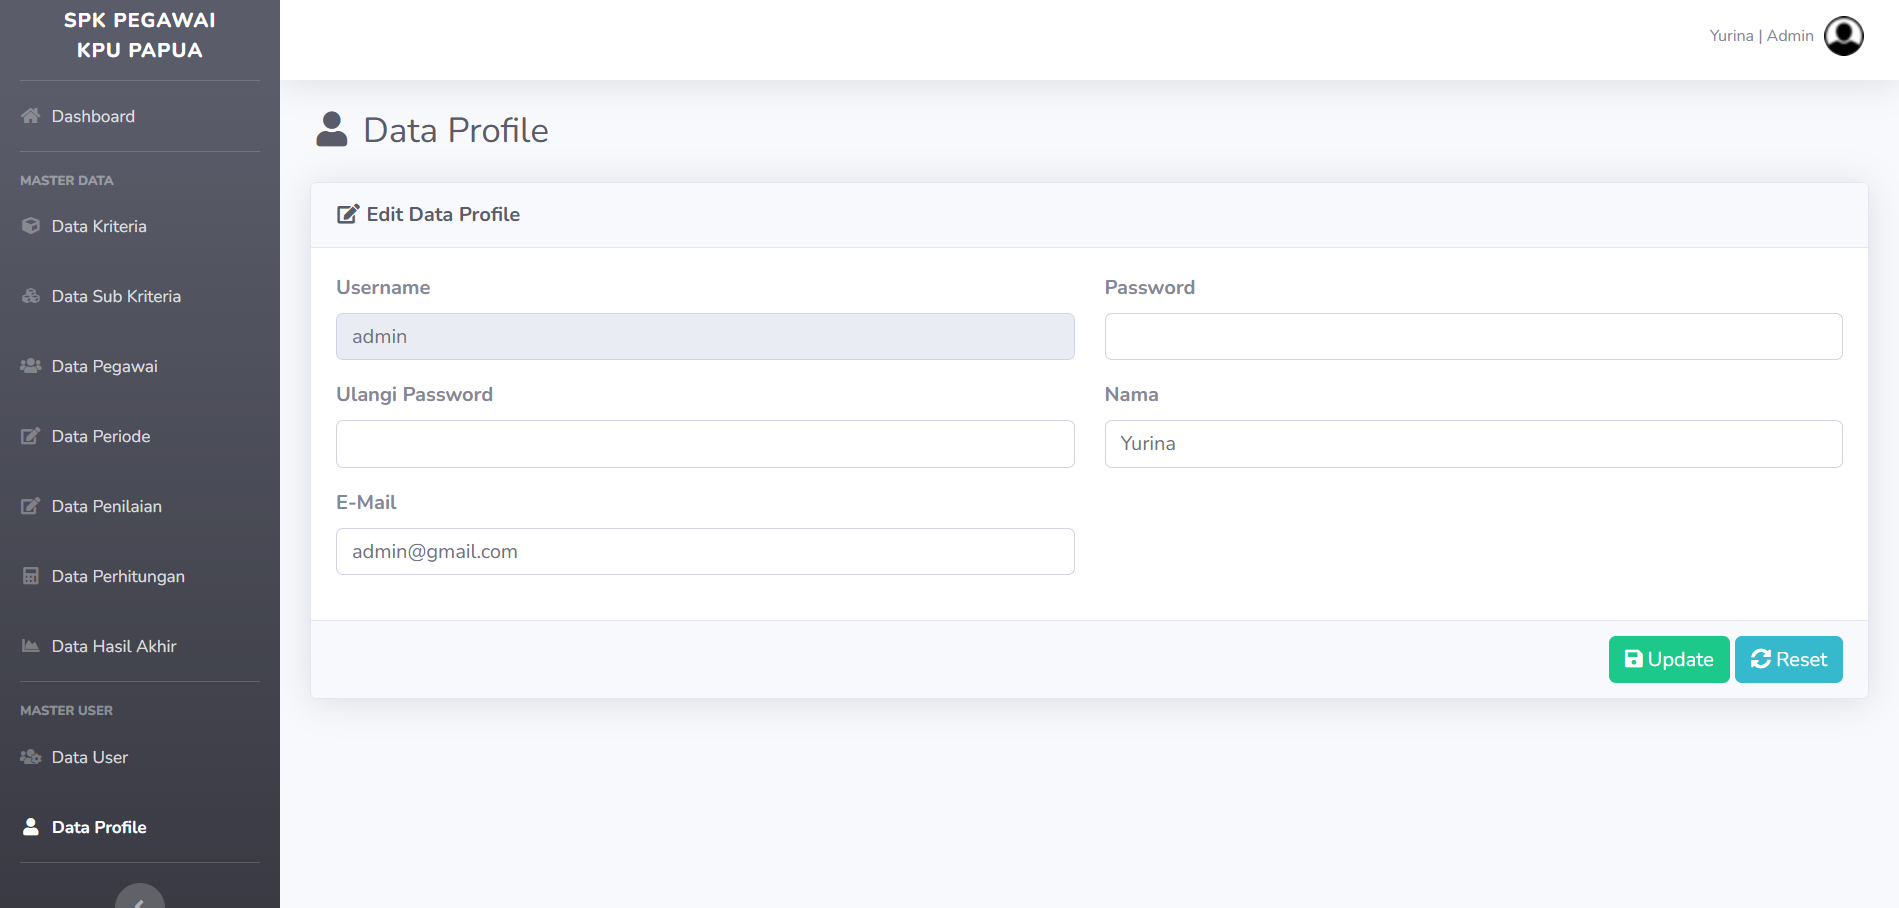 SPK PEGAWAI
KPU PAPUA
Dashboard
MASTER DATA
Data Kriteria
Data Sub Kriteria
Data Pegawai
Data Periode
Data Penilaian
Data Perhitungan
Data Hasil Akhir
MASTER USER
Data User
Data Profile
Yurina | Admin
Data Profile
Edit Data Profile
Username
admin
Password
Ulangi Password
Nama
Yurina
E-Mail
admin@gmail.com
Update
Reset